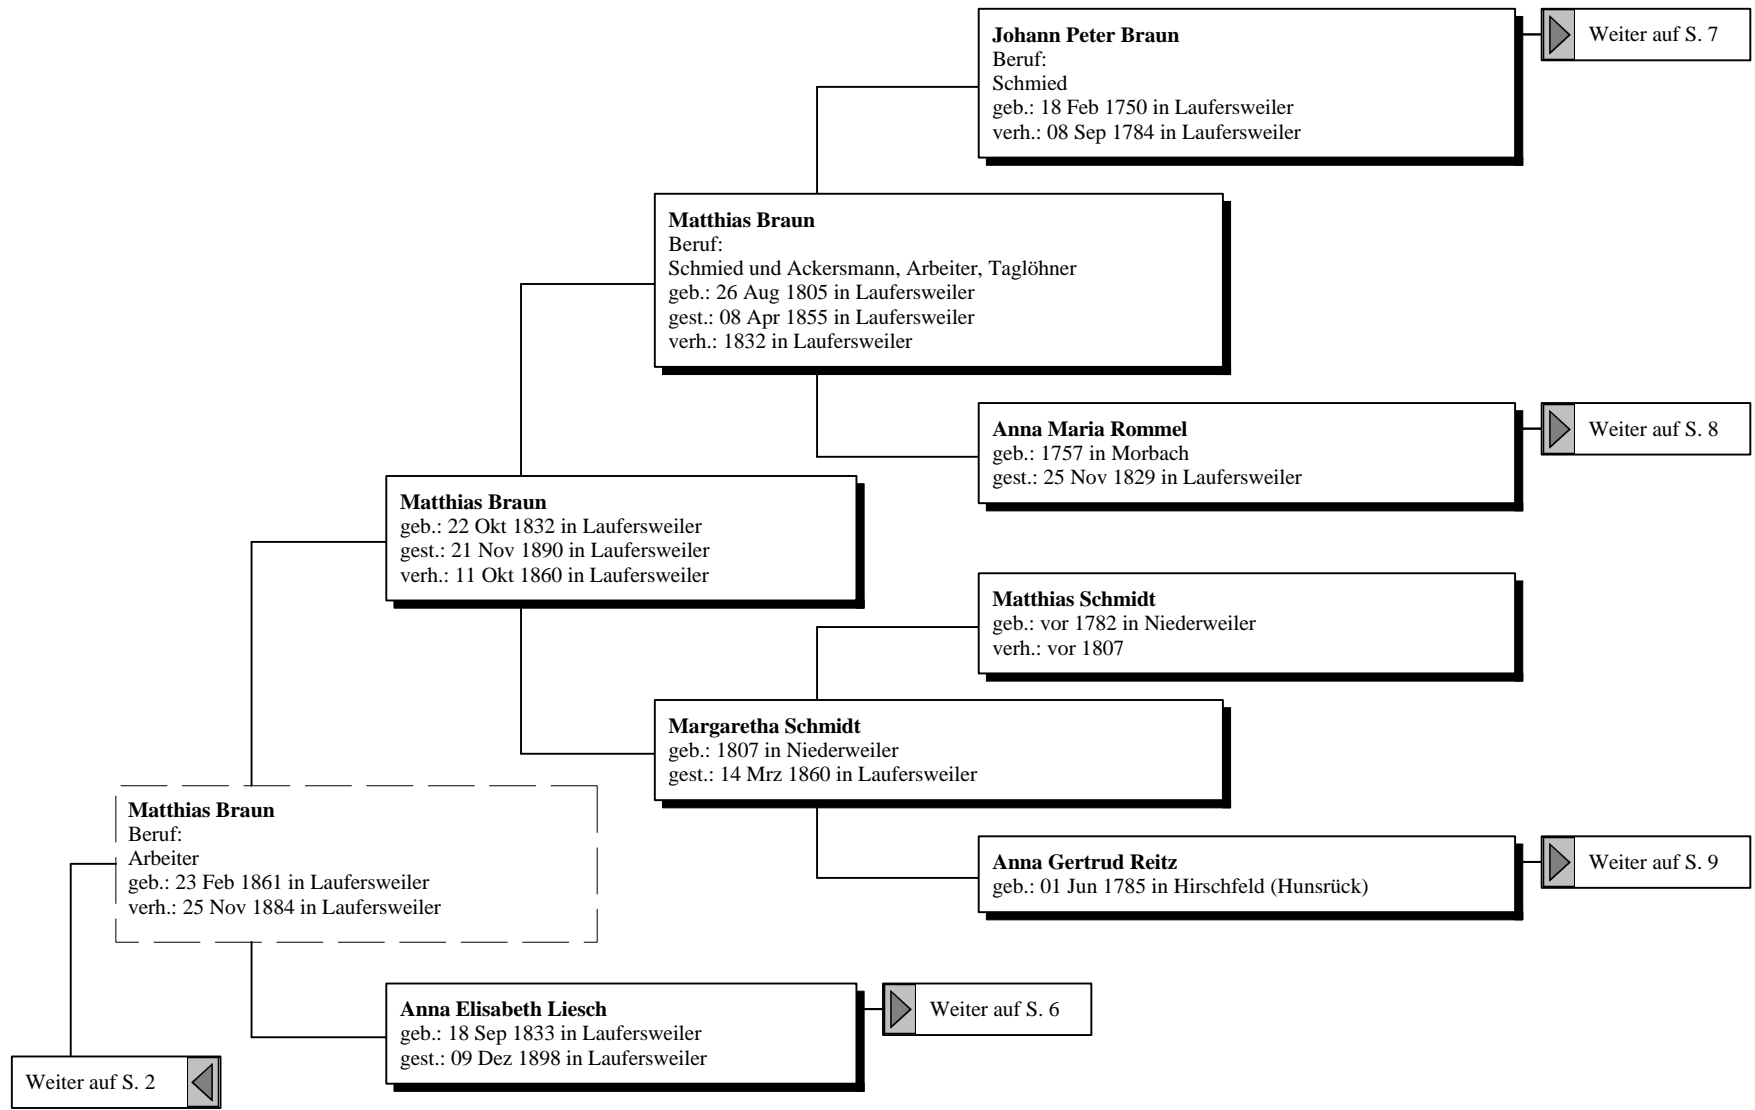 Johann Peter Braun
Beruf:
Schmied
geb.: 18 Feb 1750 in Laufersweiler
verh.: 08 Sep 1784 in Laufersweiler
Weiter auf S. 7
Matthias Braun
Beruf:
Schmied und Ackersmann, Arbeiter, Taglöhner
geb.: 26 Aug 1805 in Laufersweiler
gest.: 08 Apr 1855 in Laufersweiler
verh.: 1832 in Laufersweiler
Anna Maria Rommel
geb.: 1757 in Morbach
gest.: 25 Nov 1829 in Laufersweiler
Weiter auf S. 8
Matthias Braun
geb.: 22 Okt 1832 in Laufersweiler
gest.: 21 Nov 1890 in Laufersweiler
verh.: 11 Okt 1860 in Laufersweiler
Matthias Schmidt
geb.: vor 1782 in Niederweiler
verh.: vor 1807
Margaretha Schmidt
geb.: 1807 in Niederweiler
gest.: 14 Mrz 1860 in Laufersweiler
Matthias Braun
Beruf:
Arbeiter
geb.: 23 Feb 1861 in Laufersweiler
verh.: 25 Nov 1884 in Laufersweiler
Anna Gertrud Reitz
geb.: 01 Jun 1785 in Hirschfeld (Hunsrück)
Weiter auf S. 9
Anna Elisabeth Liesch
geb.: 18 Sep 1833 in Laufersweiler
gest.: 09 Dez 1898 in Laufersweiler
Weiter auf S. 6
Weiter auf S. 2